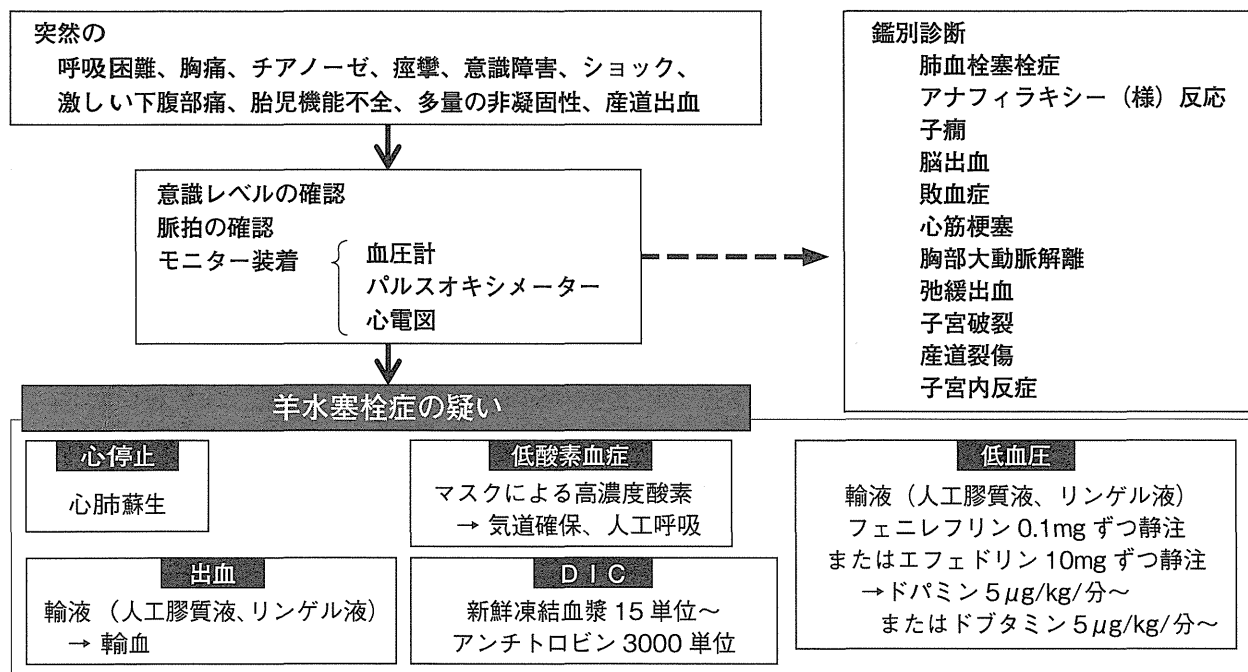 突然の
呼吸困難、胸痛、チアノーゼ、痙攣、意識障害、ショック、
激しい下腹部痛、胎児機能不全、多量の非凝固性、産道出血
意識レベルの確認
脈拍の確認
モニター装着
血圧計
パルスオキシメーター
心電図
鑑別診断
肺血栓塞栓症
アナフィラキシー（様）反応
子癇
脳出血
敗血症
心筋梗塞
胸部大動脈解離
弛緩出血
子宮破裂
産道裂傷
子宮内反症
羊水塞栓症の疑い
心停止
心肺蘇生
低酸素血症
マスクによる高濃度酸素
→ 気道確保、人工呼吸
低血圧
輸液（人工膠質液、リンゲル液）
フェニレフリン 0.1mg ずつ静注
またはエフェドリン 10mg ずつ静注
→ドパミン 5μg/kg/分〜
またはドブタミン 5μg/kg/分〜
出血
輸液 （人工膠質液、リンゲル液）
→ 輸血
DIC
新鮮凍結血漿 15 単位〜
アンチトロビン 3000 単位